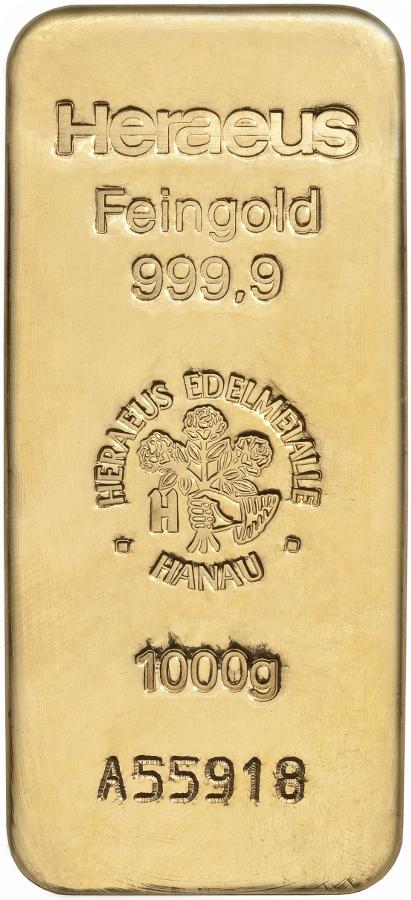 Heraeus
Feingold
999,9
HERAEUS EDELMETALLE
H
HANAU
1000g
A55918